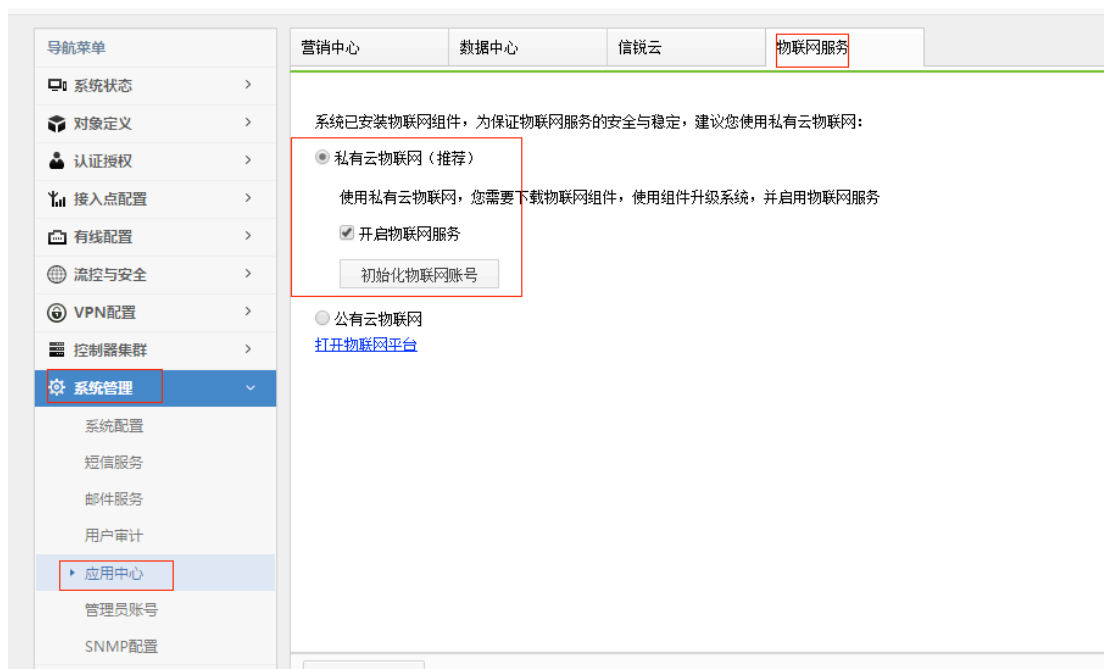 导航菜单
系统状态
对象定义
认证授权
接入点配置
有线配置
流控与安全
VPN配置
控制器集群
系统管理
系统配置
短信服务
邮件服务
用户审计
应用中心
管理员账号
SNMP配置
营销中心 数据中心 信锐云 物联网服务
系统已安装物联网组件，为保证物联网服务的安全与稳定，建议您使用私有云物联网：
私有云物联网（推荐）
使用私有云物联网，您需要下载物联网组件，使用组件升级系统，并启用物联网服务
开启物联网服务
初始化物联网账号
公有云物联网
打开物联网平台